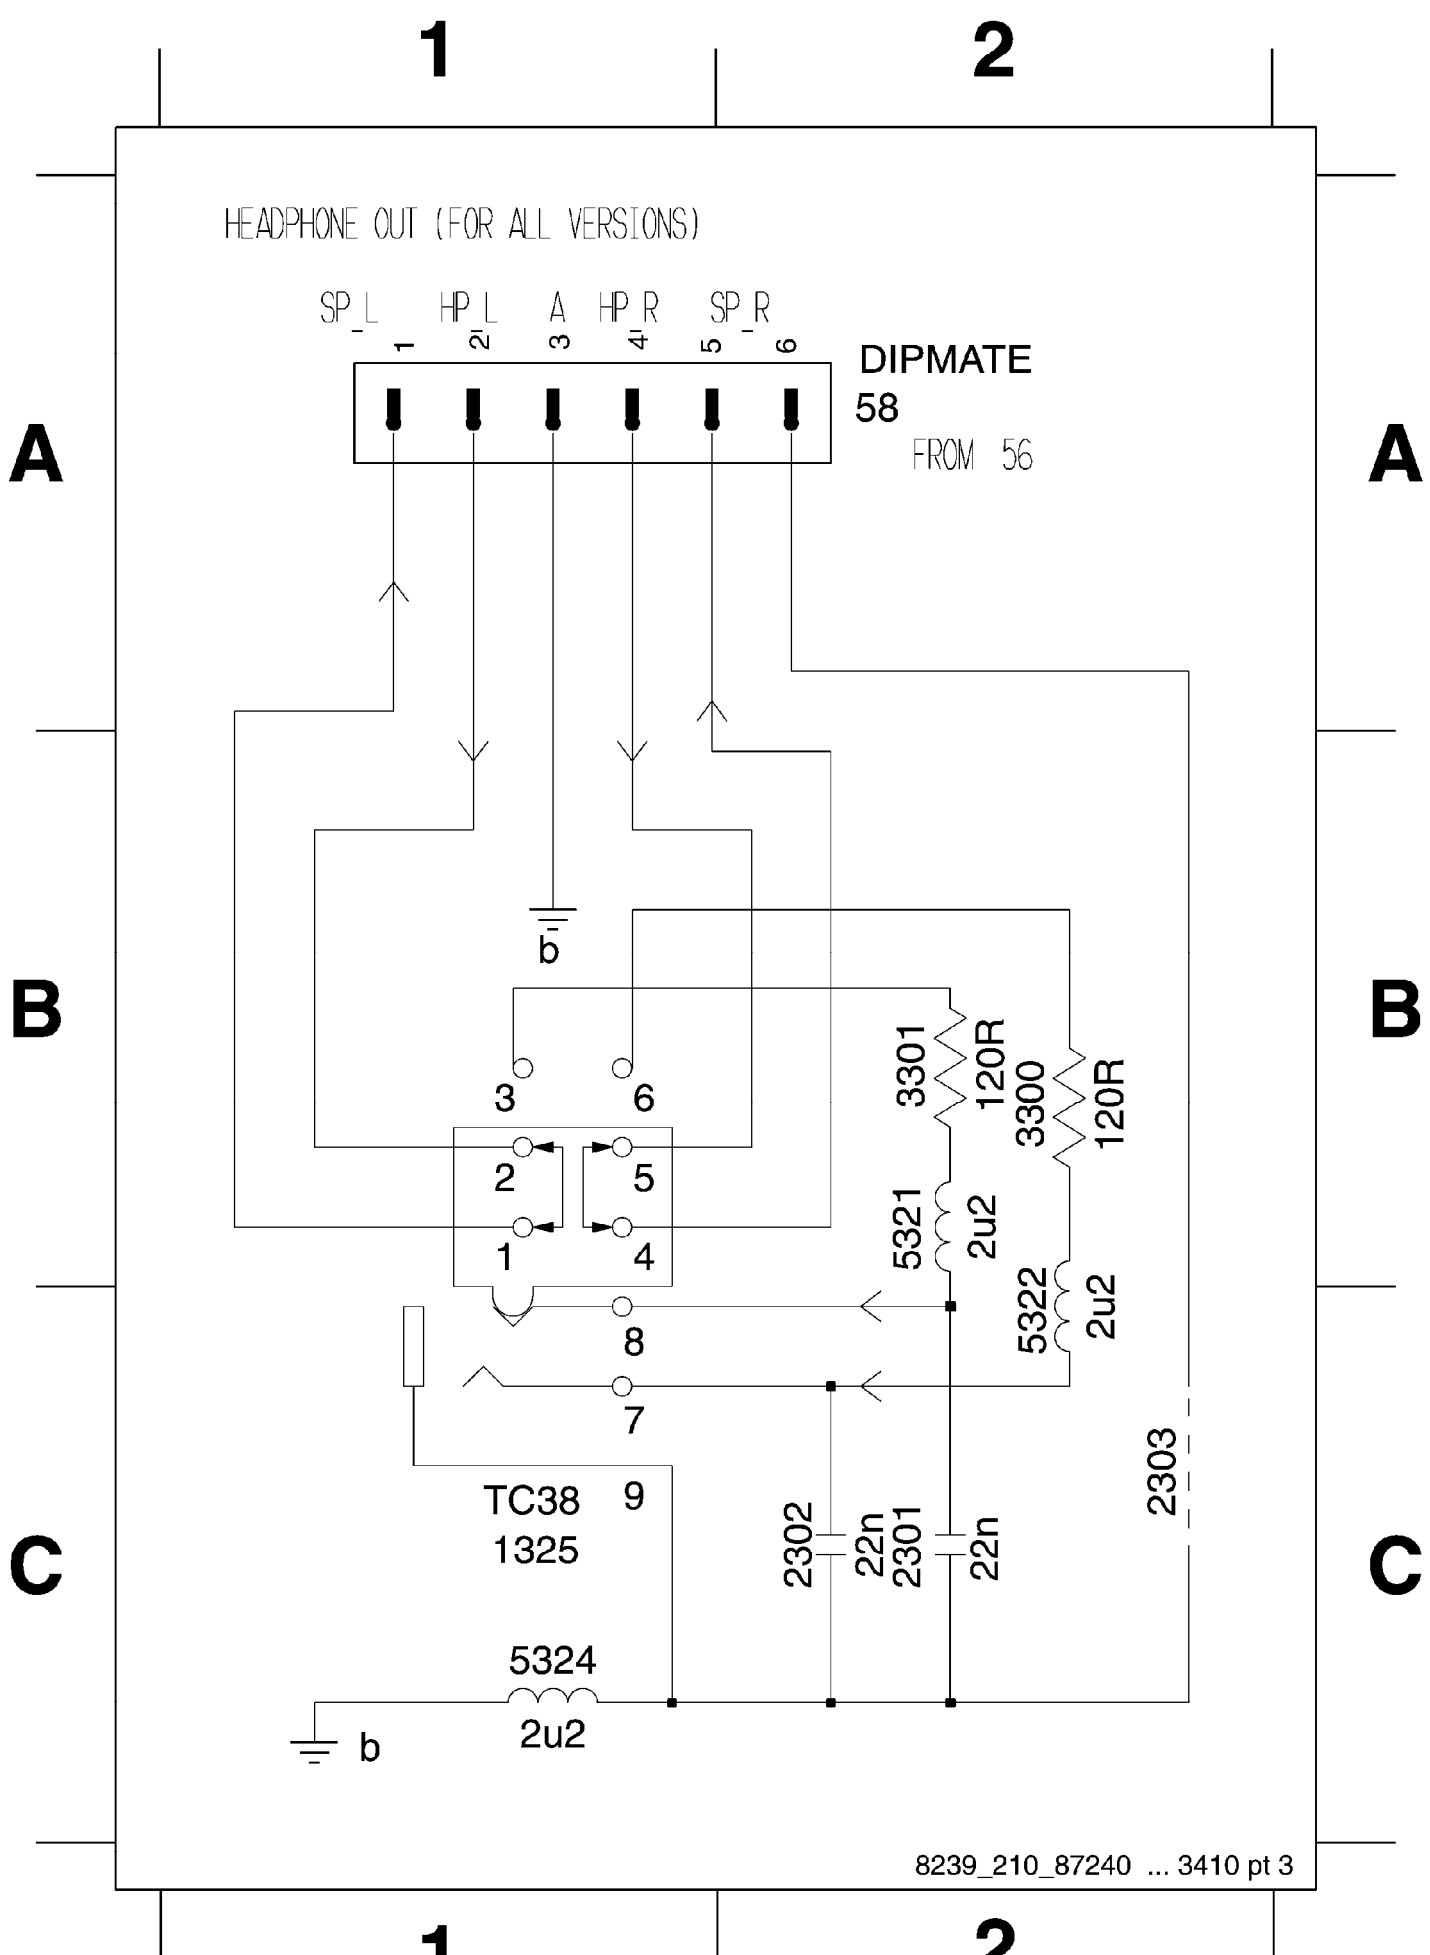 1 2
HEADPHONE OUT (FOR ALL VERSIONS)
SP_L HP_L A HP_R SP_R
1 2 3 4 5 6
DIPMATE
58
FROM 56
A A
b
B B
3 6
3301 120R
3300 120R
2 5
1 4
5321 2u2
5322 2u2
8
7
9
TC38
1325
2303
2302 22n
2301 22n
C C
5324
2u2
b
8239_210_87240 ... 3410 pt 3
1 2